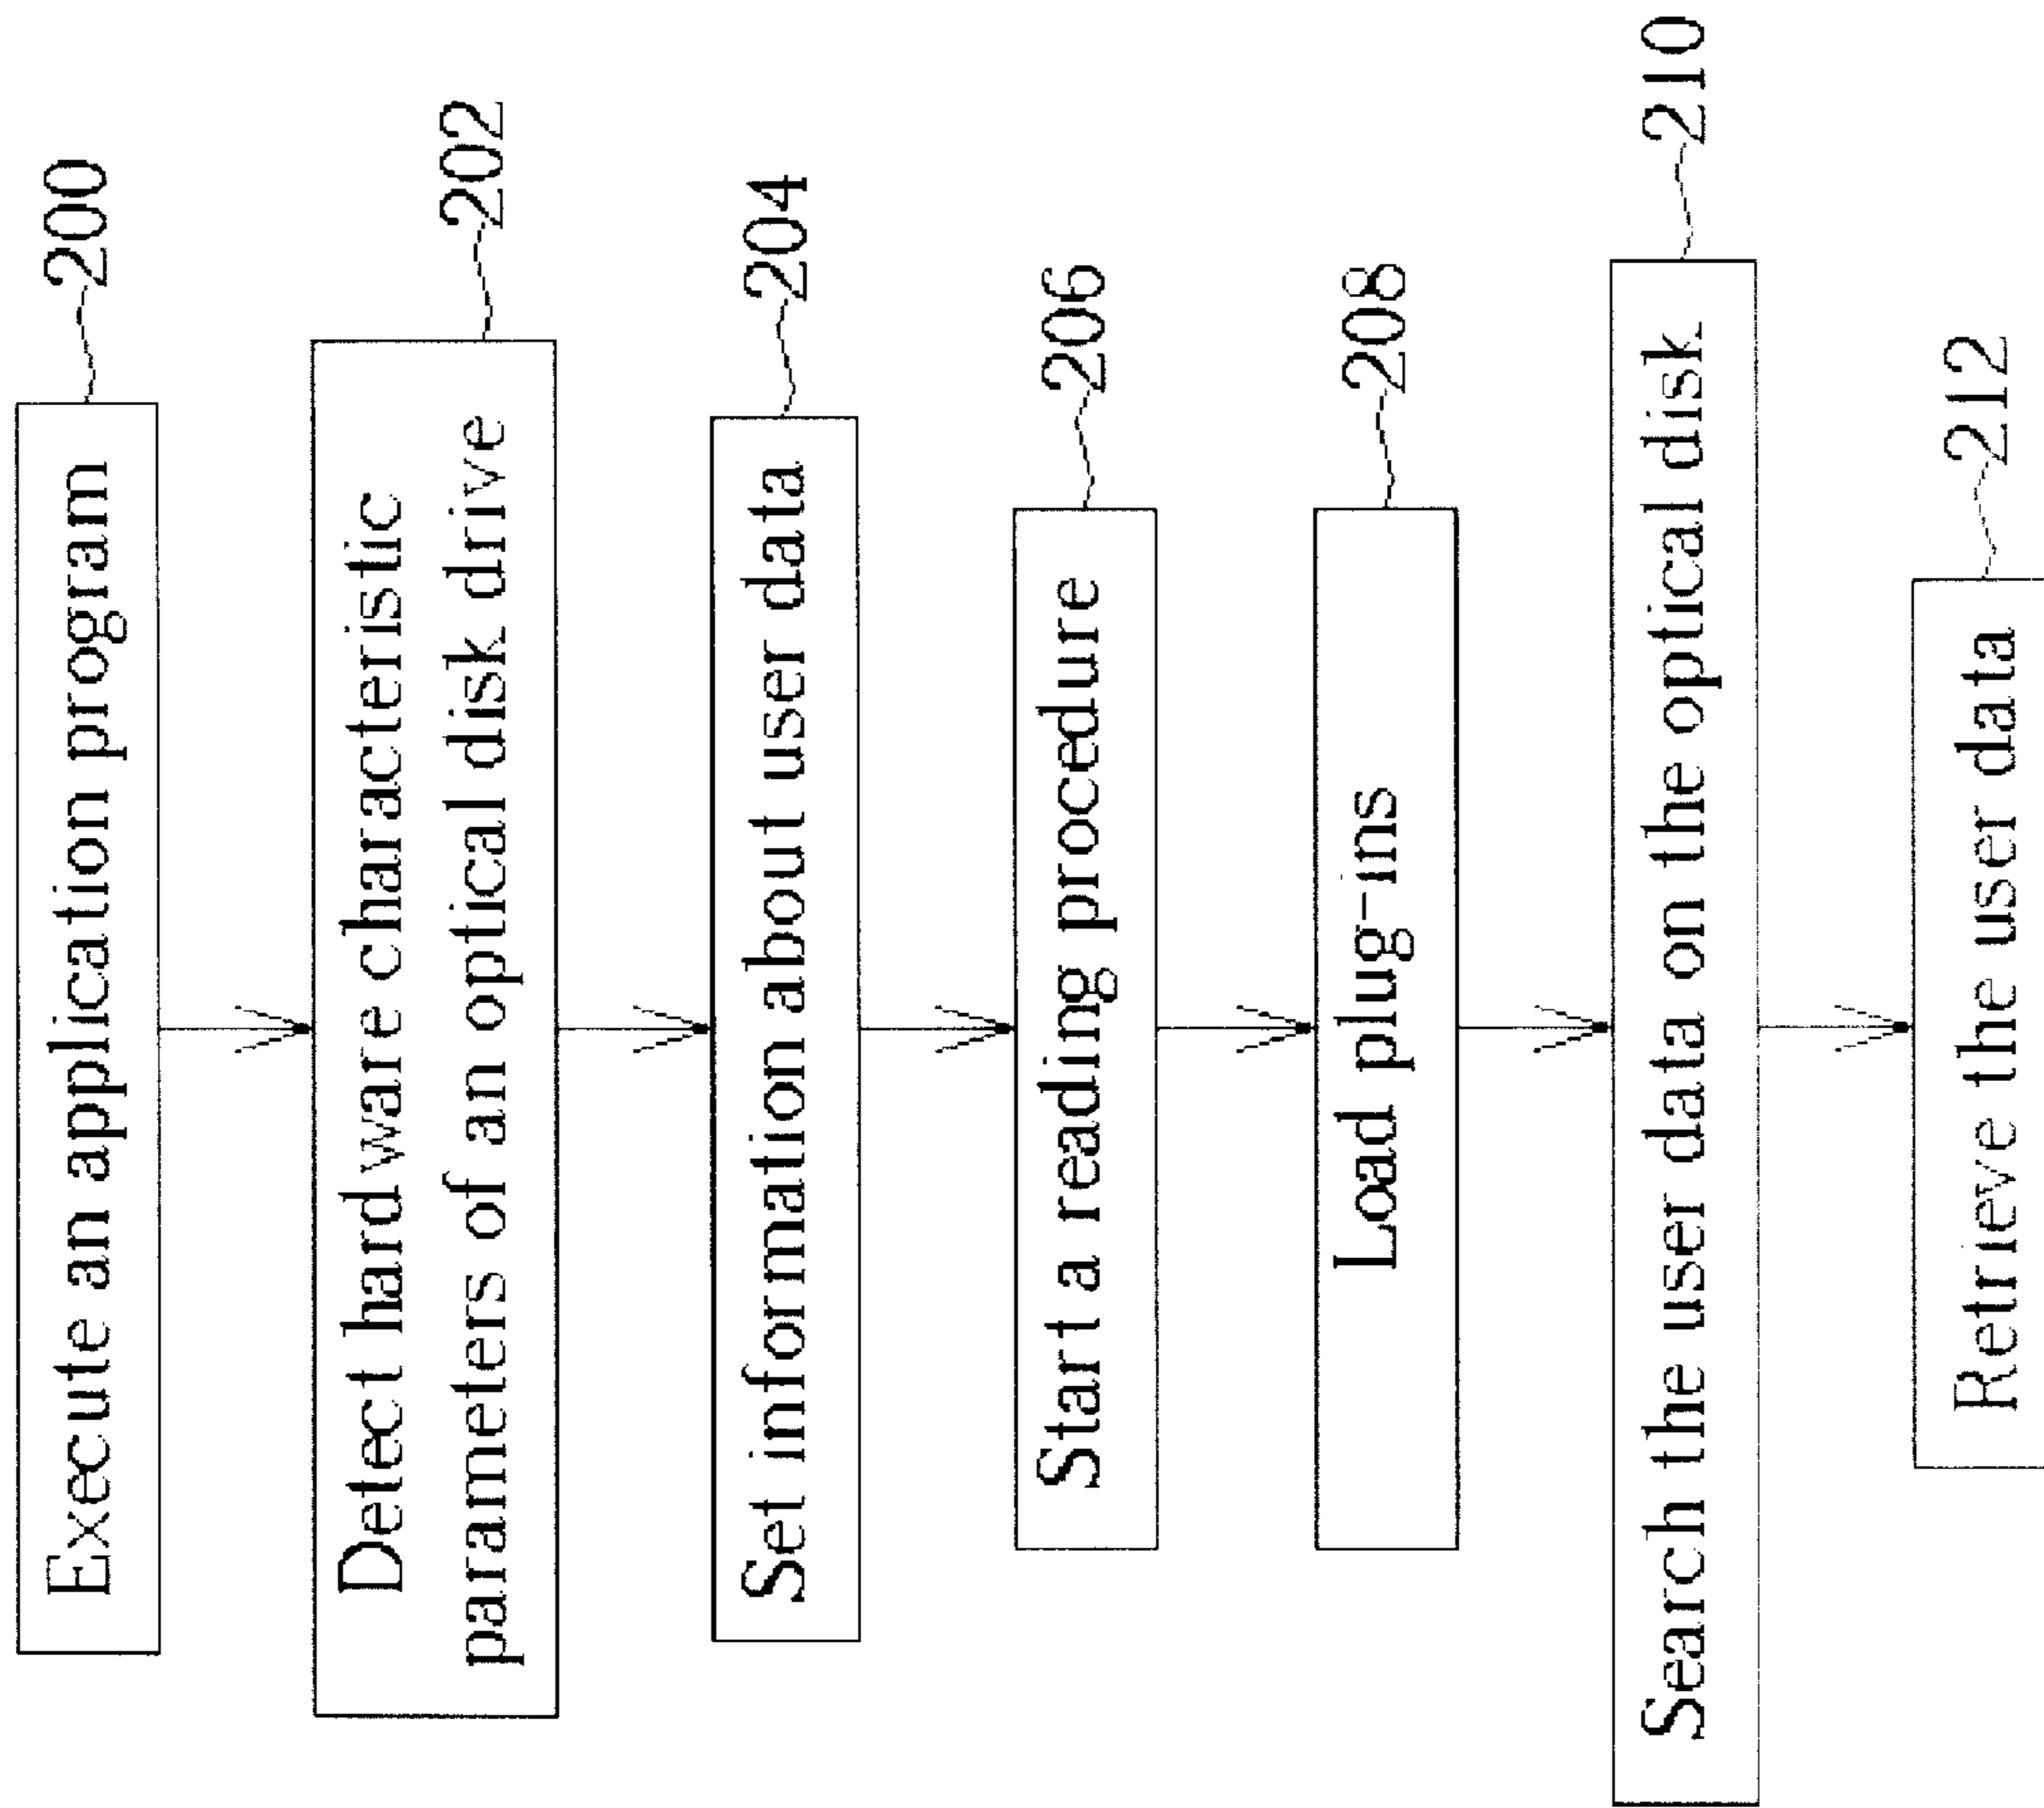 Execute an application program
200
Detect hardware characteristic
parameters of an optical disk drive
202
Set information about user data
204
Start a reading procedure
206
Load plug-ins
208
Search the user data on the optical disk
210
Retrieve the user data
212